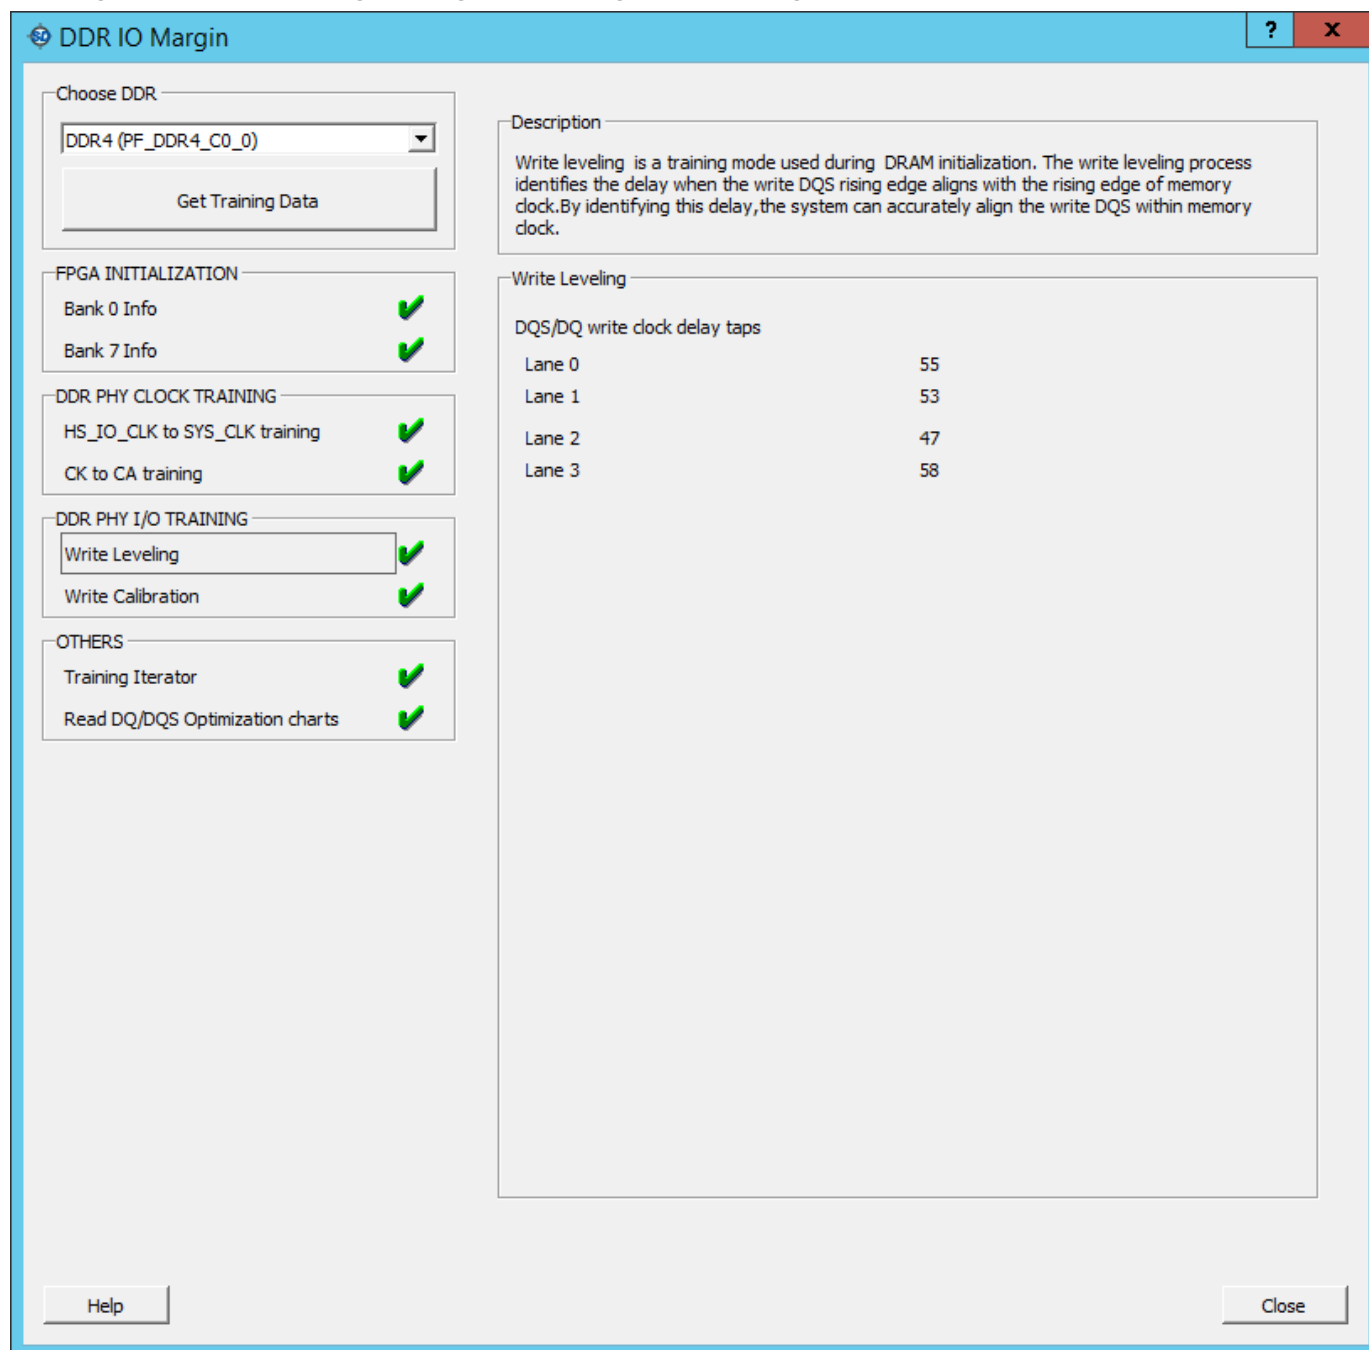 DDR IO Margin
?
x
Choose DDR
DDR4 (PF_DDR4_C0_0)
Get Training Data
FPGA INITIALIZATION
Bank 0 Info
Bank 7 Info
DDR PHY CLOCK TRAINING
HS_IO_CLK to SYS_CLK training
CK to CA training
DDR PHY I/O TRAINING
Write Leveling
Write Calibration
OTHERS
Training Iterator
Read DQ/DQS Optimization charts
Description
Write leveling is a training mode used during DRAM initialization. The write leveling process
identifies the delay when the write DQS rising edge aligns with the rising edge of memory
clock.By identifying this delay,the system can accurately align the write DQS within memory
clock.
Write Leveling
DQS/DQ write clock delay taps
Lane 0 55
Lane 1 53
Lane 2 47
Lane 3 58
Help
Close